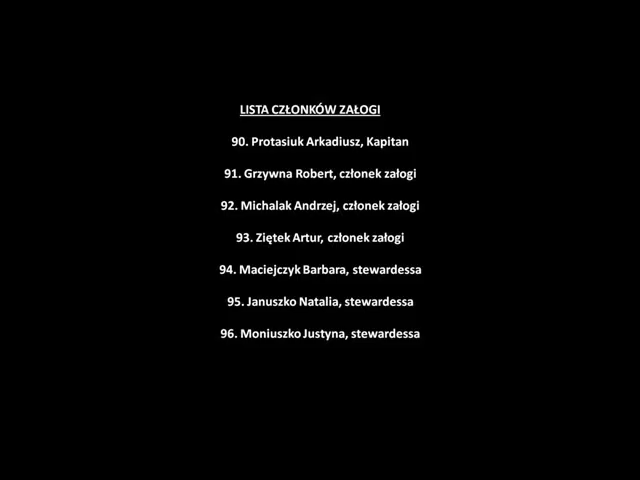 LISTA CZŁONKÓW ZAŁOGI
90. Protasiuk Arkadiusz, Kapitan
91. Grzywna Robert, członek załogi
92. Michalak Andrzej, członek załogi
93. Ziętek Artur, członek załogi
94. Maciejczyk Barbara, stewardessa
95. Januszko Natalia, stewardessa
96. Moniuszko Justyna, stewardessa